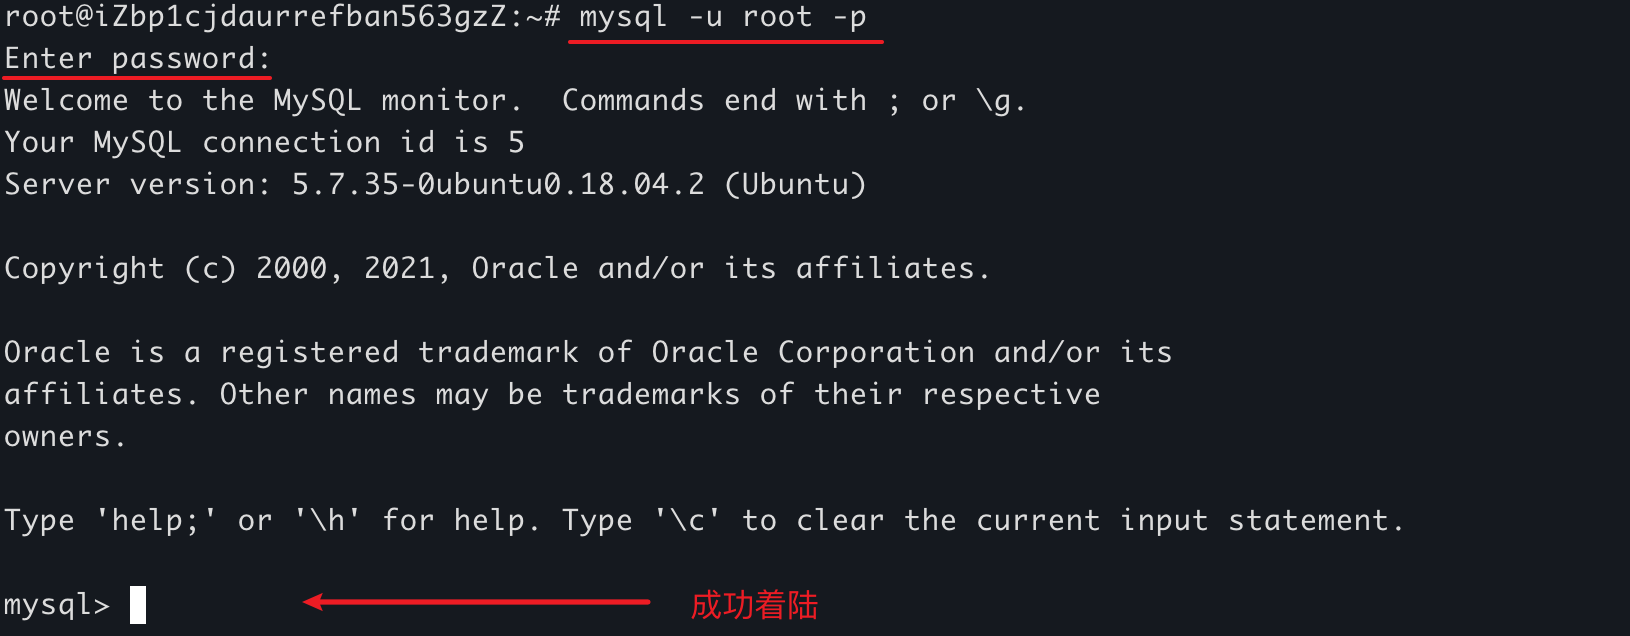 root@iZbp1cjdaurrefban563gzZ:~# mysql -u root -p
Enter password:
Welcome to the MySQL monitor.  Commands end with ; or \g.
Your MySQL connection id is 5
Server version: 5.7.35-0ubuntu0.18.04.2 (Ubuntu)
Copyright (c) 2000, 2021, Oracle and/or its affiliates.
Oracle is a registered trademark of Oracle Corporation and/or its
affiliates. Other names may be trademarks of their respective
owners.
Type 'help;' or '\h' for help. Type '\c' to clear the current input statement.
mysql> 成功着陆